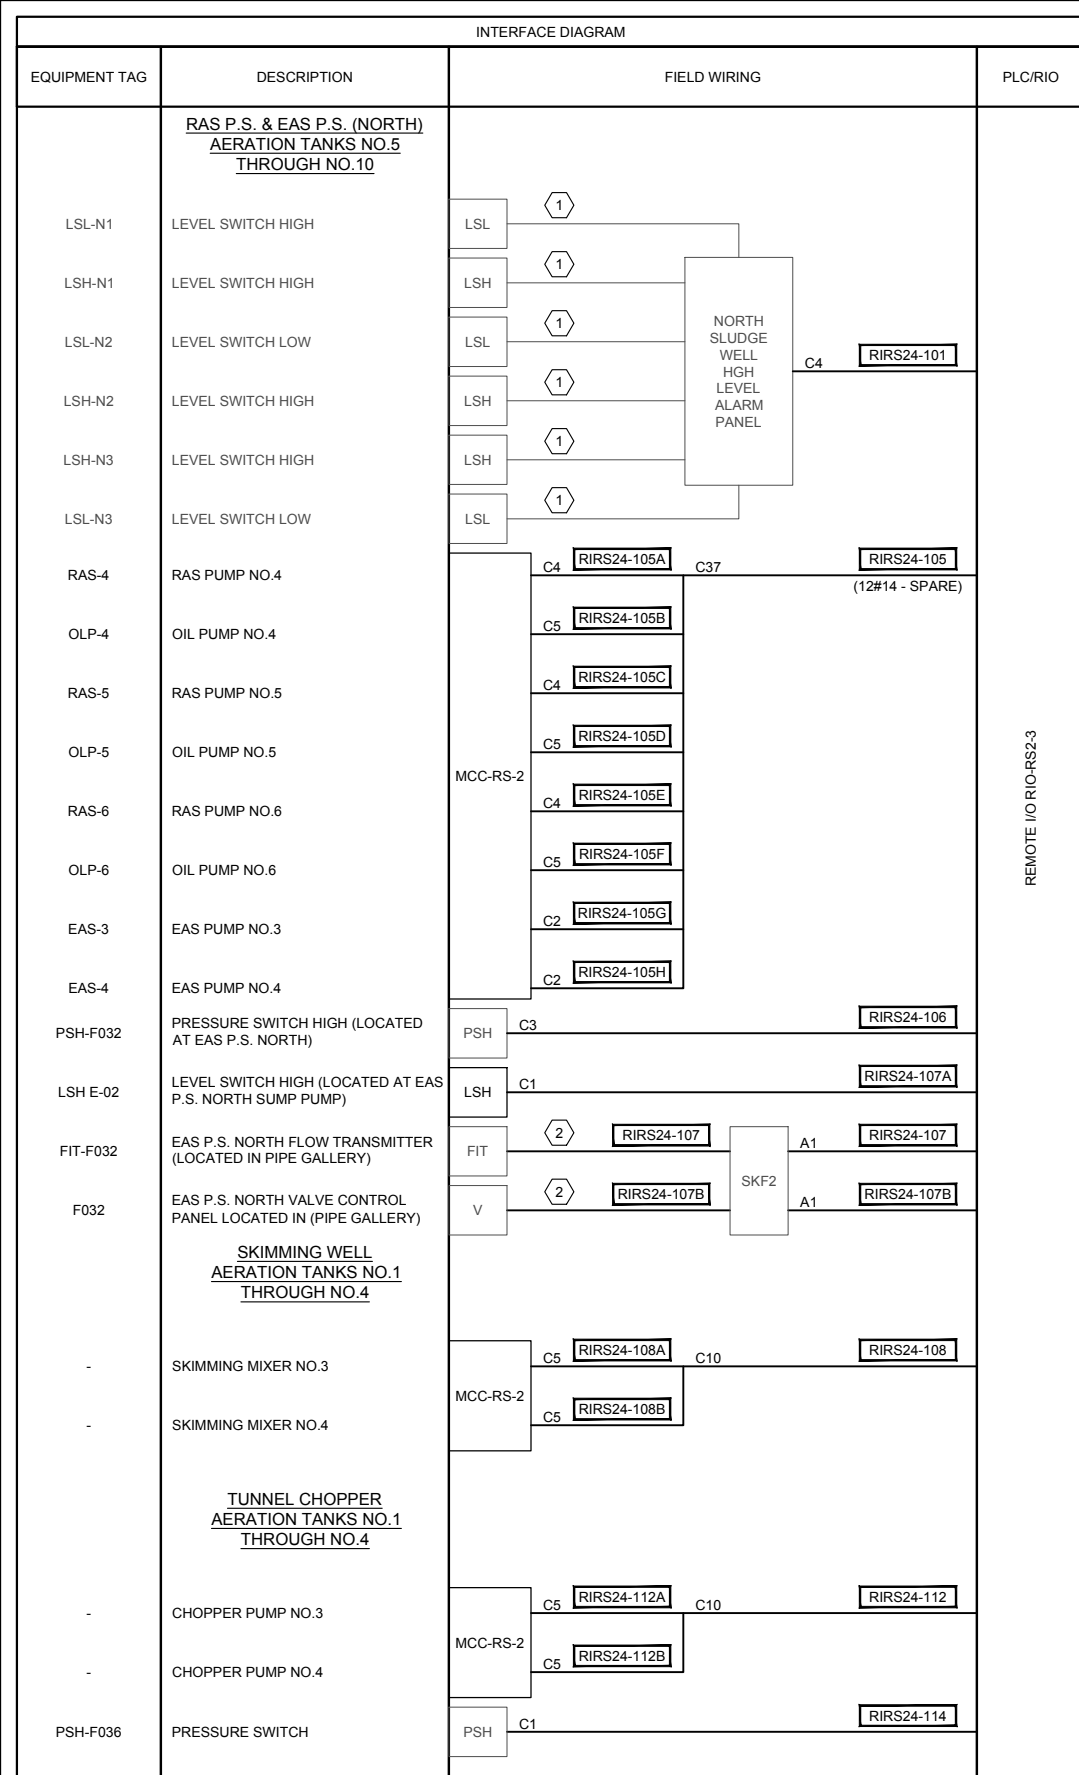 INTERFACE DIAGRAM
EQUIPMENT TAG
DESCRIPTION
FIELD WIRING
PLC/RIO
RAS P.S. & EAS P.S. (NORTH)
AERATION TANKS NO.5
THROUGH NO.10
LSL-N1
LEVEL SWITCH HIGH
LSL
1
LSH-N1
LEVEL SWITCH HIGH
LSH
1
LSL-N2
LEVEL SWITCH LOW
LSL
1
LSH-N2
LEVEL SWITCH HIGH
LSH
1
LSH-N3
LEVEL SWITCH HIGH
LSH
1
LSL-N3
LEVEL SWITCH LOW
LSL
1
NORTH
SLUDGE
WELL
HGH
LEVEL
ALARM
PANEL
C4
RIRS24-101
RAS-4
RAS PUMP NO.4
C4
RIRS24-105A
C37
RIRS24-105
(12#14 - SPARE)
OLP-4
OIL PUMP NO.4
C5
RIRS24-105B
RAS-5
RAS PUMP NO.5
C4
RIRS24-105C
OLP-5
OIL PUMP NO.5
C5
RIRS24-105D
MCC-RS-2
RAS-6
RAS PUMP NO.6
C4
RIRS24-105E
OLP-6
OIL PUMP NO.6
C5
RIRS24-105F
EAS-3
EAS PUMP NO.3
C2
RIRS24-105G
EAS-4
EAS PUMP NO.4
C2
RIRS24-105H
REMOTE I/O RIO-RS2-3
PSH-F032
PRESSURE SWITCH HIGH (LOCATED
AT EAS P.S. NORTH)
PSH
C3
RIRS24-106
LSH E-02
LEVEL SWITCH HIGH (LOCATED AT EAS
P.S. NORTH SUMP PUMP)
LSH
C1
RIRS24-107A
FIT-F032
EAS P.S. NORTH FLOW TRANSMITTER
(LOCATED IN PIPE GALLERY)
FIT
2
RIRS24-107
SKF2
A1
RIRS24-107
F032
EAS P.S. NORTH VALVE CONTROL
PANEL LOCATED IN (PIPE GALLERY)
V
2
RIRS24-107B
A1
RIRS24-107B
SKIMMING WELL
AERATION TANKS NO.1
THROUGH NO.4
-
SKIMMING MIXER NO.3
C5
RIRS24-108A
C10
RIRS24-108
MCC-RS-2
-
SKIMMING MIXER NO.4
C5
RIRS24-108B
TUNNEL CHOPPER
AERATION TANKS NO.1
THROUGH NO.4
-
CHOPPER PUMP NO.3
C5
RIRS24-112A
C10
RIRS24-112
MCC-RS-2
-
CHOPPER PUMP NO.4
C5
RIRS24-112B
PSH-F036
PRESSURE SWITCH
PSH
C1
RIRS24-114